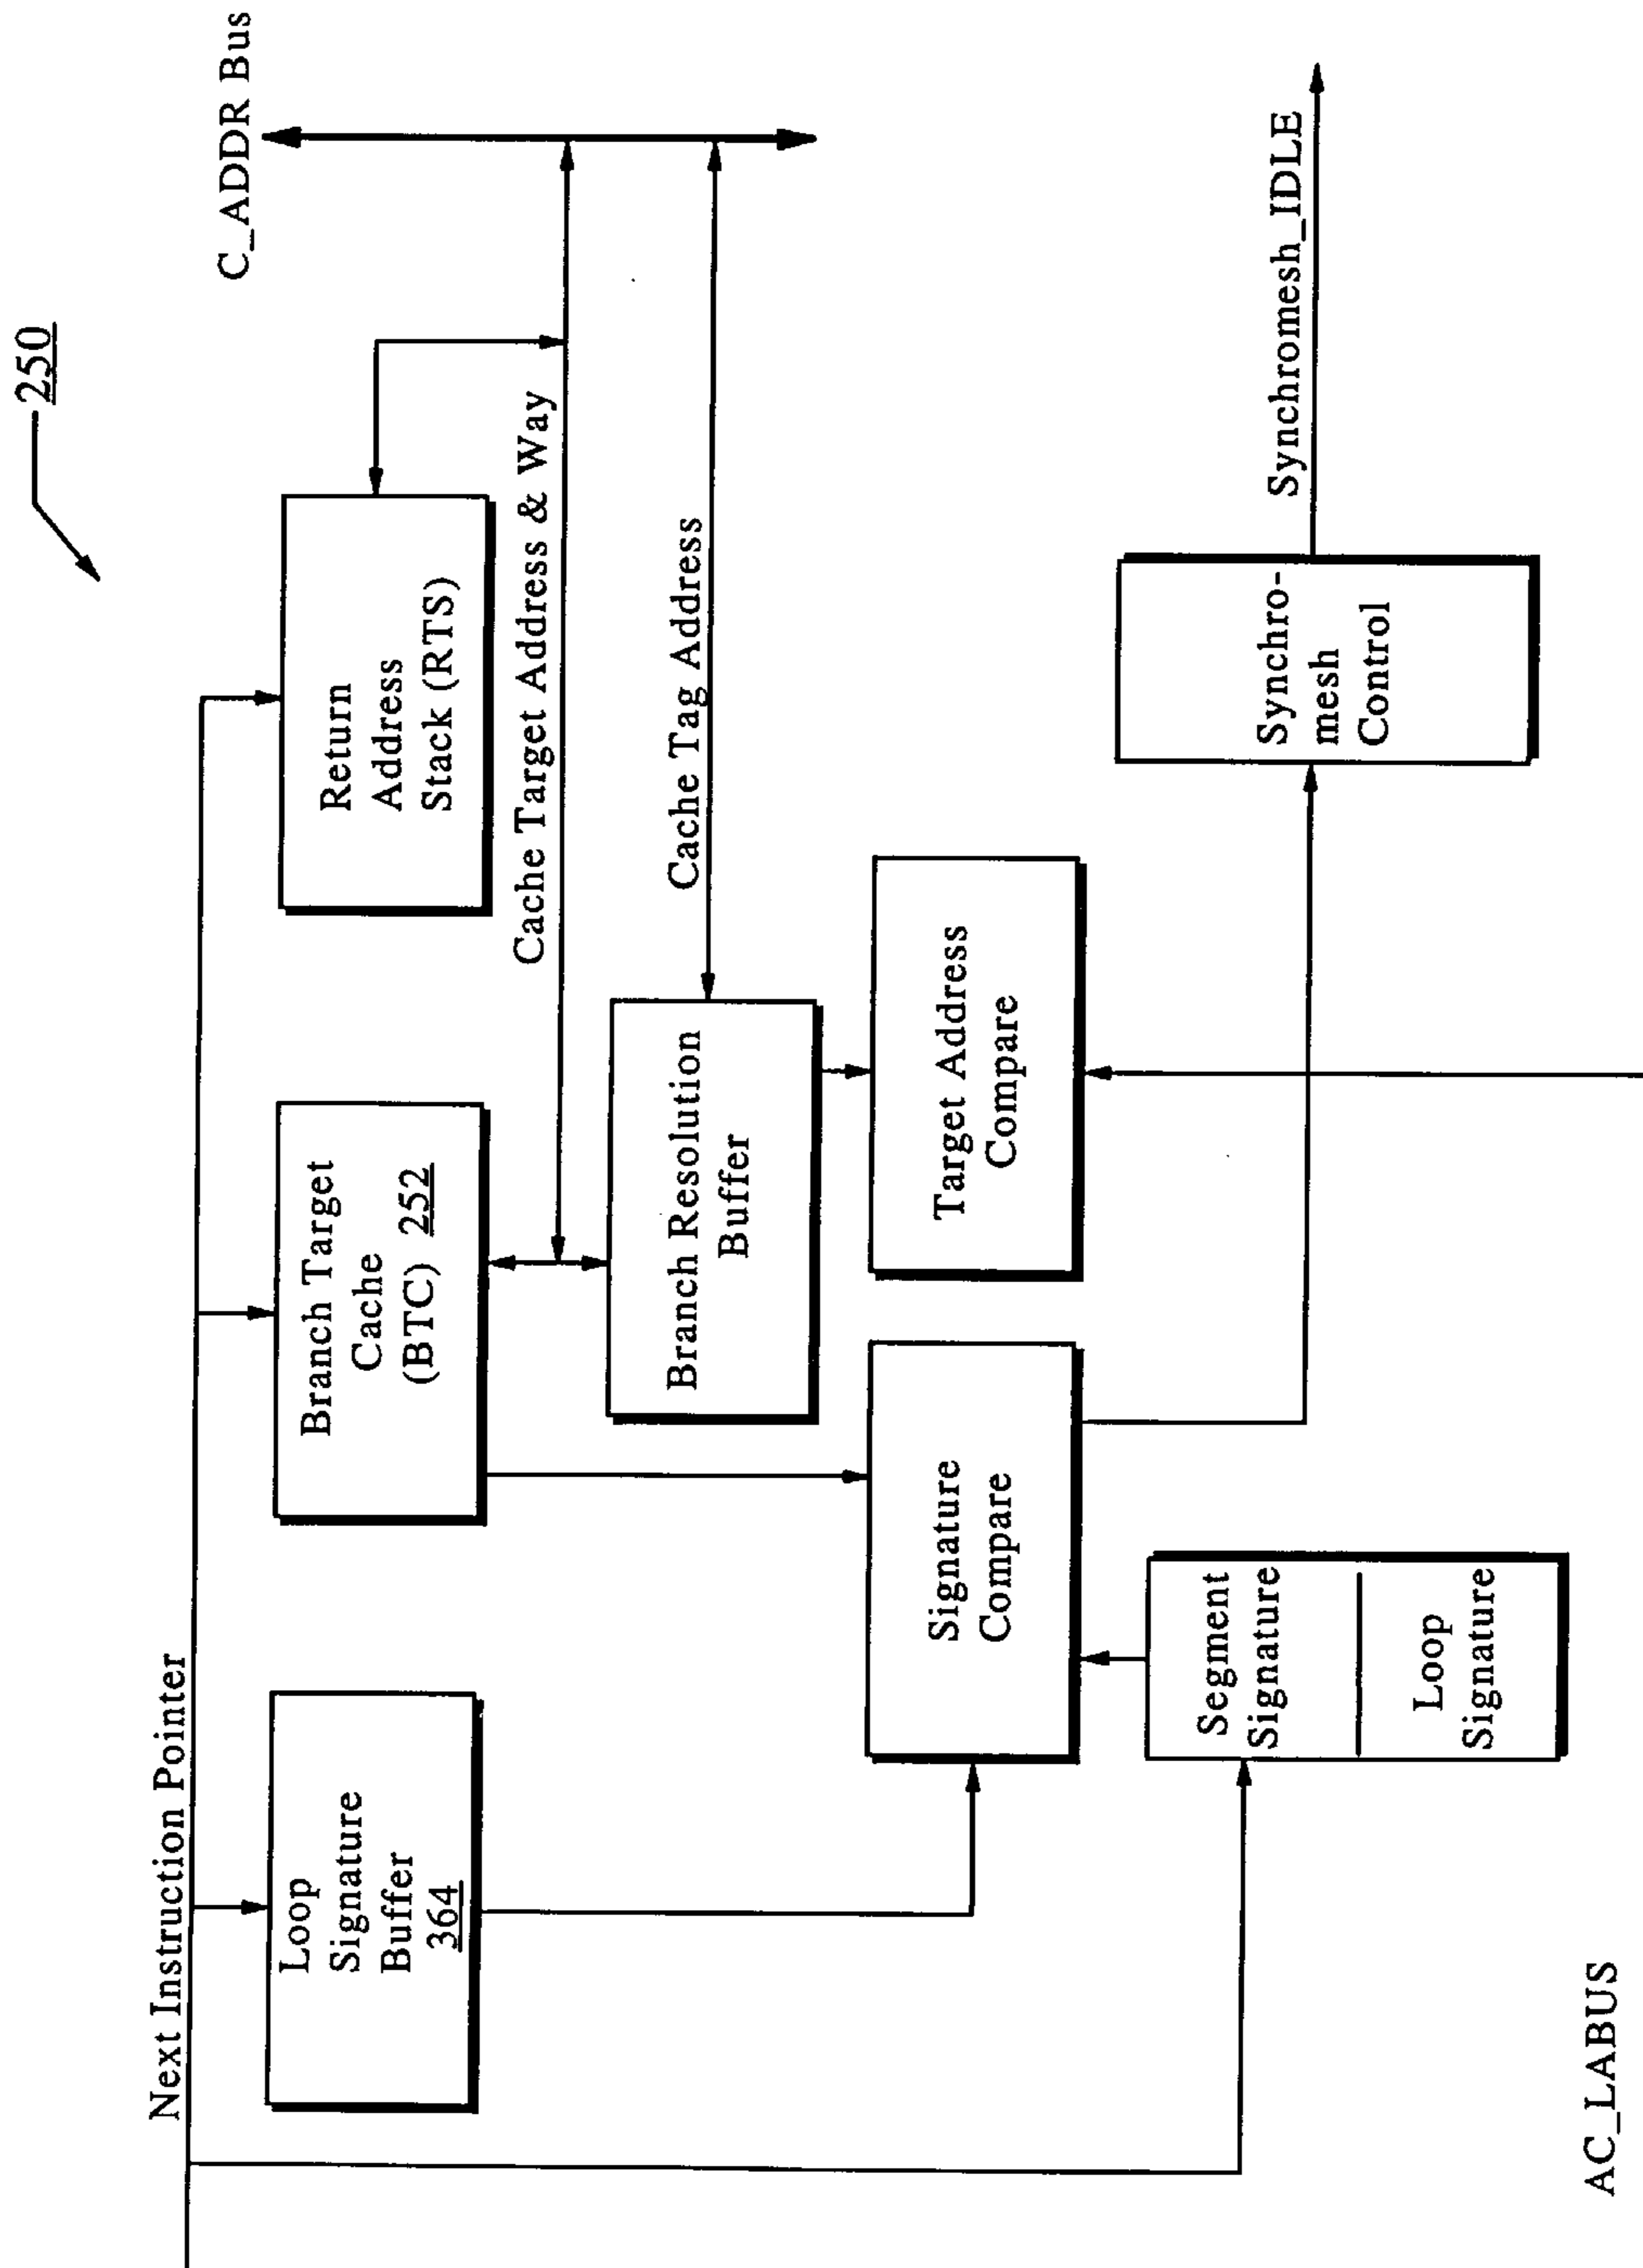 250
C_ADDR Bus
Next Instruction Pointer
Loop
Signature
Buffer
364
Branch Target
Cache
(BTC) 252
Return
Address
Stack (RTS)
Cache Target Address & Way
Cache Tag Address
Branch Resolution
Buffer
Signature
Compare
Target Address
Compare
Segment
Signature
Loop
Signature
Synchro-
mesh
Control
Synchromesh_IDLE
AC_LABUS